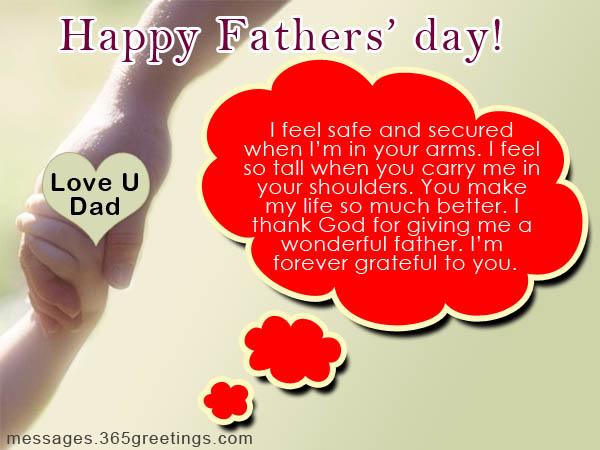 Happy Fathers' day!
I feel safe and secured
when I'm in your arms. I feel
so tall when you carry me in
your shoulders. You make
my life so much better. I
thank God for giving me a
wonderful father. I'm
forever grateful to you.
Love U
Dad
messages.365greetings.com